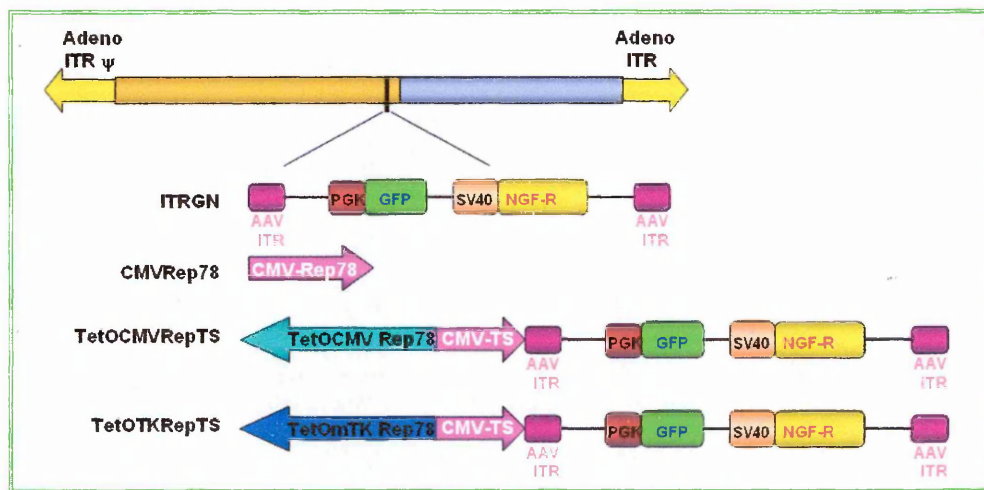 Adeno
ITR ψ
Adeno
ITR
ITRGN
PGK GFP SV40 NGF-R
AAV
ITR
AAV
ITR
CMVRep78
CMV-Rep78
TetOCMVRepTS
TetOCMV Rep78 CMV-TS PGK GFP SV40 NGF-R
AAV
ITR
AAV
ITR
TetOTKRepTS
TetOmTK Rep78 CMV-TS PGK GFP SV40 NGF-R
AAV
ITR
AAV
ITR